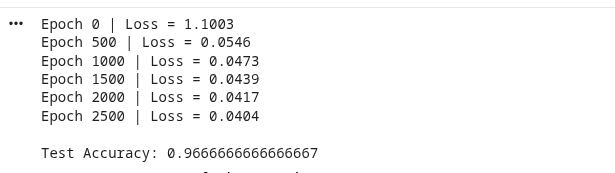 Epoch 0 | Loss = 1.1003
Epoch 500 | Loss = 0.0546
Epoch 1000 | Loss = 0.0473
Epoch 1500 | Loss = 0.0439
Epoch 2000 | Loss = 0.0417
Epoch 2500 | Loss = 0.0404
Test Accuracy: 0.9666666666666667